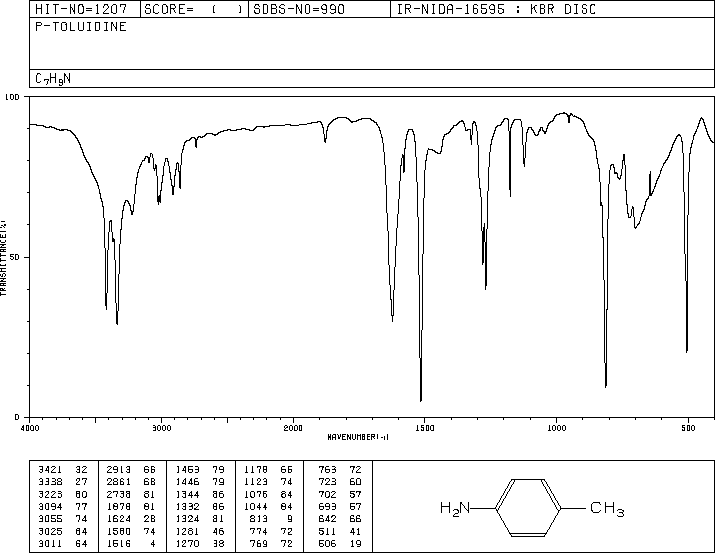 HIT-NO=1207 SCORE= ( ) SDBS-NO=990 IR-NIDA-16595 : KBR DISC
P-TOLUIDINE
C7H9N
100
50
0
TRANSMITTANCE(%)
4000 3000 2000 1500 1000 500
WAVENUMBER(-1)
3421 32 2913 66 1463 79 1178 66 763 72
3338 27 2861 68 1446 79 1123 74 723 60
3223 60 2738 81 1344 86 1076 84 702 57
3094 77 1878 81 1332 86 1044 84 693 57
3055 74 1624 28 1324 81 813 9 642 66
3025 64 1580 74 1281 46 774 72 511 41
3011 64 1516 4 1270 38 769 72 506 19
H2N CH3